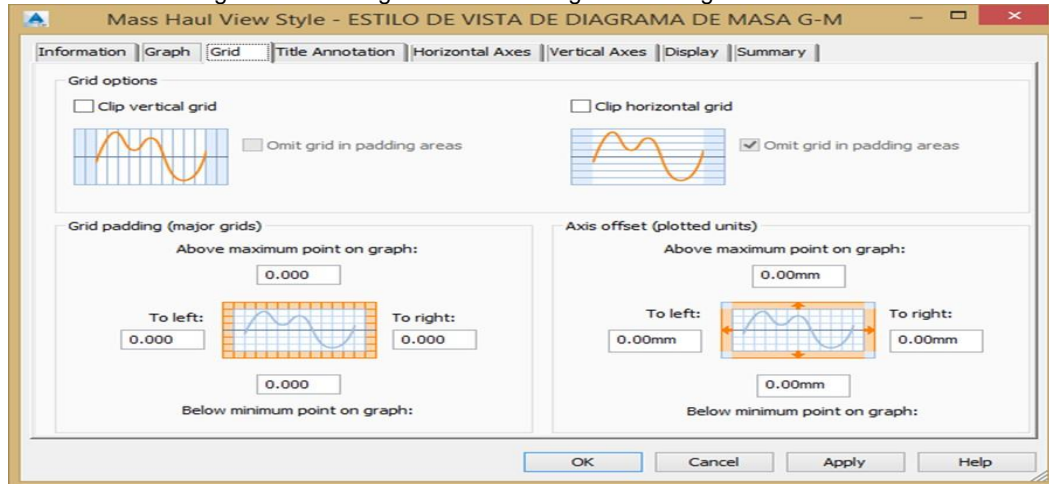 Mass Haul View Style - ESTILO DE VISTA DE DIAGRAMA DE MASA G-M
Information Graph Grid Title Annotation Horizontal Axes Vertical Axes Display Summary
Grid options
Clip vertical grid
Omit grid in padding areas
Clip horizontal grid
Omit grid in padding areas
Grid padding (major grids)
Above maximum point on graph:
0.000
To left:
0.000
To right:
0.000
0.000
Below minimum point on graph:
Axis offset (plotted units)
Above maximum point on graph:
0.00mm
To left:
0.00mm
To right:
0.00mm
0.00mm
Below minimum point on graph:
OK Cancel Apply Help